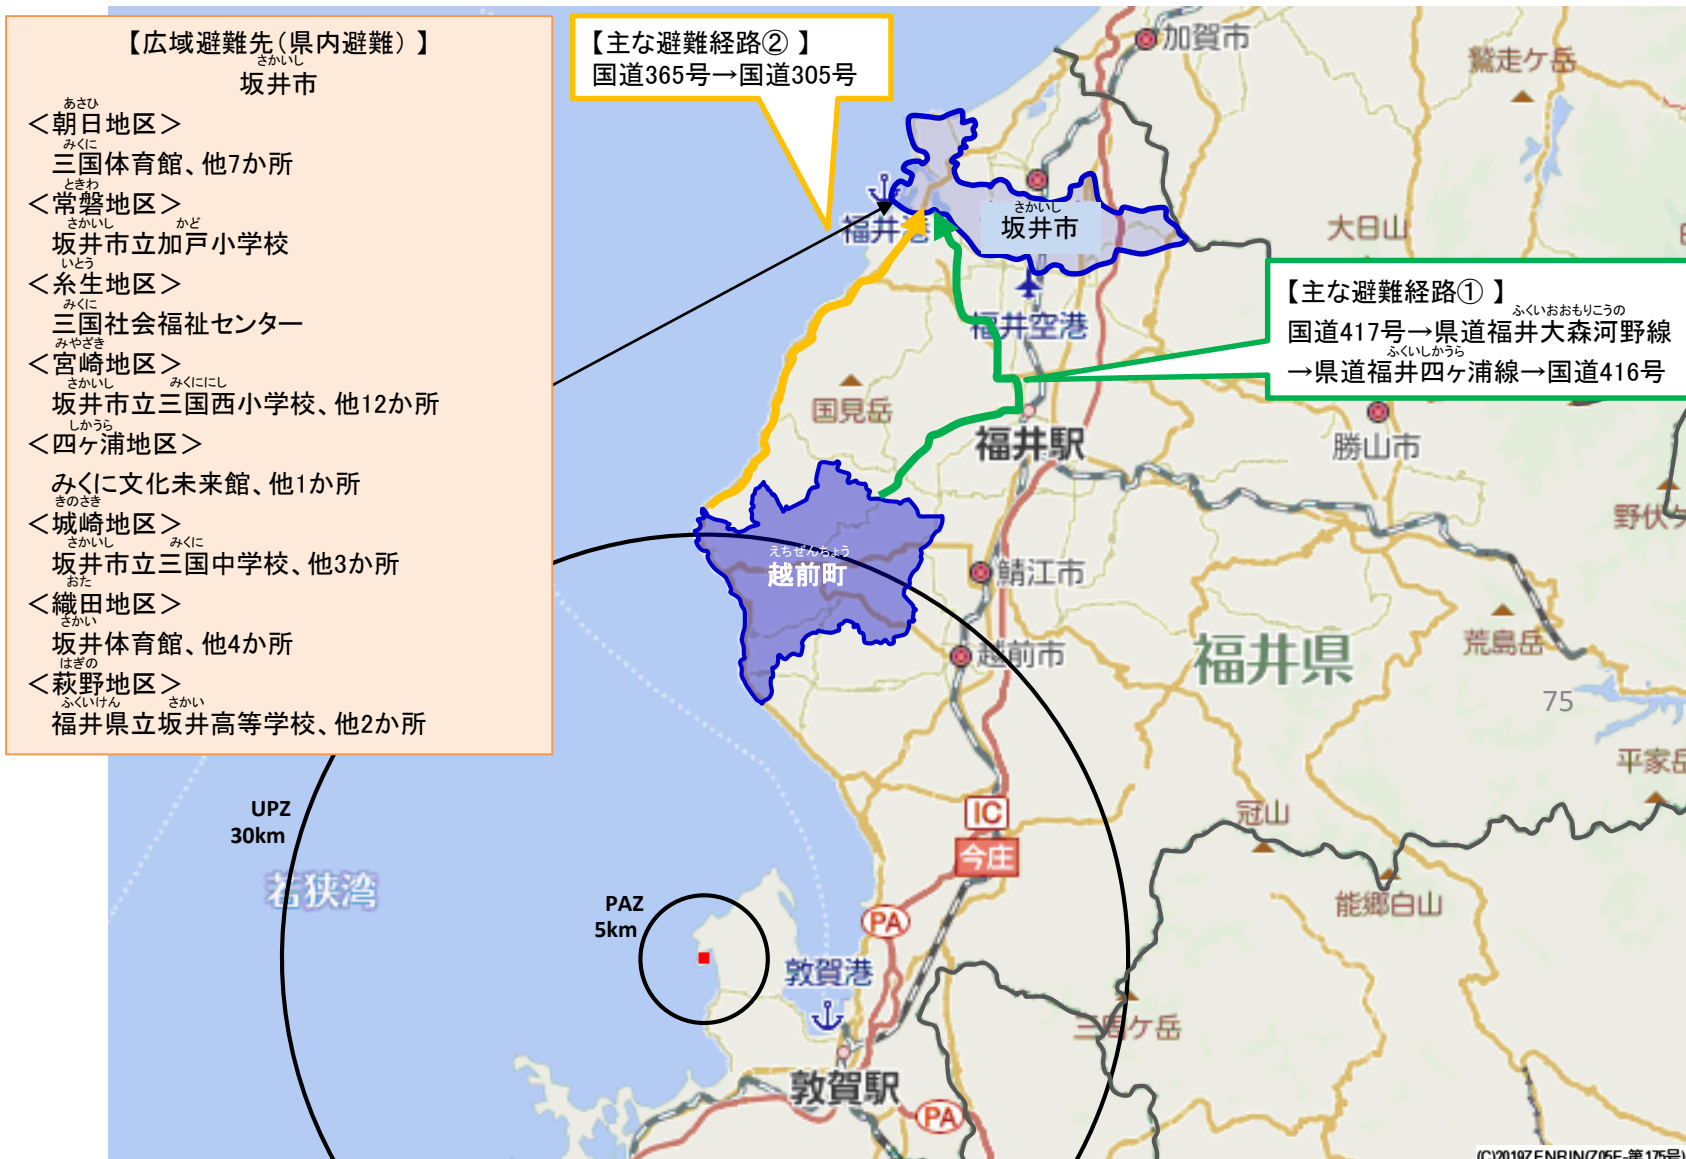 【広域避難先（県内避難）】
さかいし
坂井市
あさひ
＜朝日地区＞
みくに
三国体育館、他7か所
ときわ
＜常磐地区＞
さかいし かど
坂井市立加戸小学校
いとう
＜糸生地区＞
みくに
三国社会福祉センター
みやざき
＜宮崎地区＞
さかいし みくににし
坂井市立三国西小学校、他12か所
しかうら
＜四ヶ浦地区＞
みくに文化未来館、他1か所
きのさき
＜城崎地区＞
さかいし みくに
坂井市立三国中学校、他3か所
おた
＜織田地区＞
さかい
坂井体育館、他4か所
はぎの
＜萩野地区＞
ふくいけん さかい
福井県立坂井高等学校、他2か所
【主な避難経路②】
国道365号→国道305号
【主な避難経路①】
ふくいおおもりこうの
国道417号→県道福井大森河野線
ふくいしかうら
→県道福井四ヶ浦線→国道416号
加賀市
鷲走ケ岳
さかいし
坂井市
福井港
大日山
福井空港
国見岳
福井駅
勝山市
野伏ケ
えちぜんちょう
越前町
鯖江市
越前市
福井県
荒島岳
75
平家岳
UPZ
30km
IC
今庄
冠山
若狭湾
PAZ
5km
PA
能郷白山
敦賀港
三周ケ岳
敦賀駅
PA
(C)2019ZENRIN(Z05E-第175号)